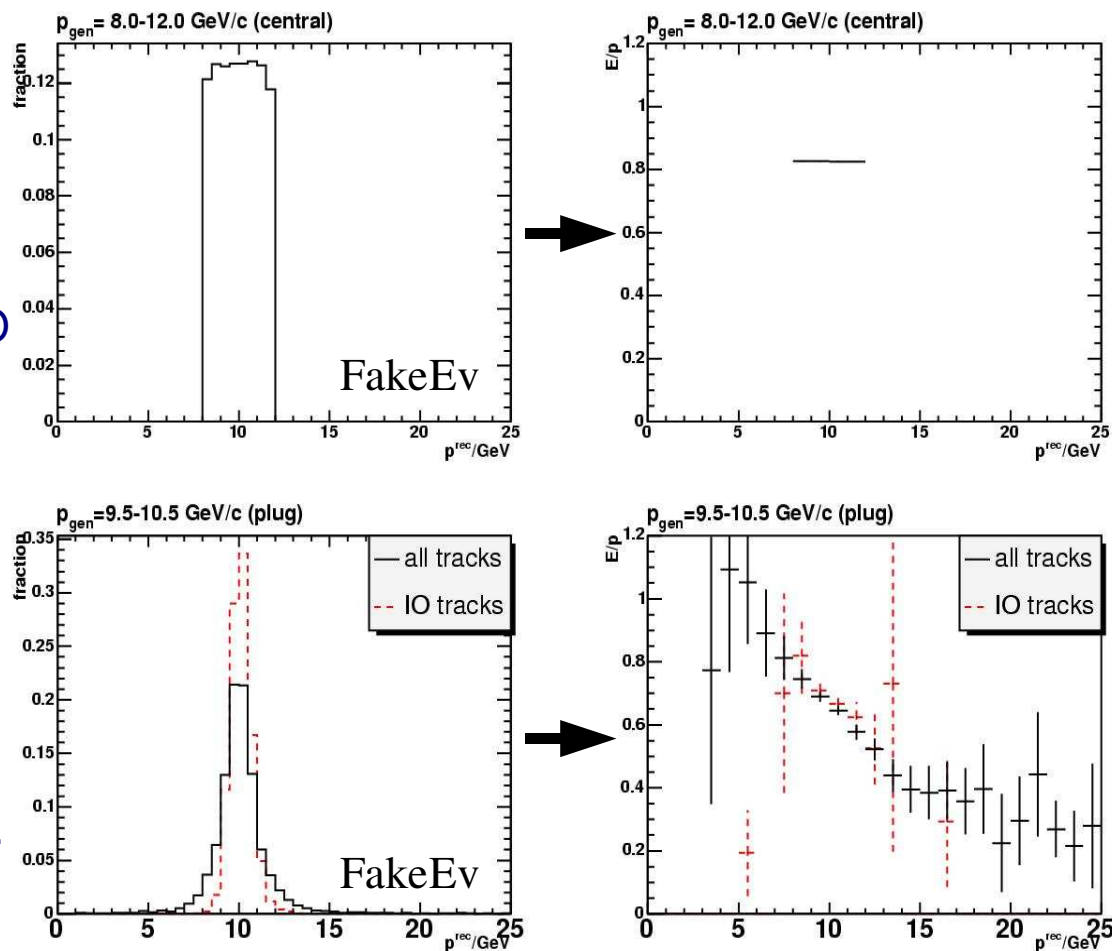 p_gen= 8.0-12.0 GeV/c (central)
fraction
0.12
0.1
0.08
0.06
0.04
0.02
0
0 5 10 15 20 25
p^rec/GeV
FakeEv
p_gen= 8.0-12.0 GeV/c (central)
E/p
1.2
1
0.8
0.6
0.4
0.2
0
0 5 10 15 20 25
p^rec/GeV
p_gen=9.5-10.5 GeV/c (plug)
fraction
0.35
0.3
0.25
0.2
0.15
0.1
0.05
0
0 5 10 15 20 25
p^rec/GeV
all tracks
IO tracks
FakeEv
p_gen=9.5-10.5 GeV/c (plug)
E/p
1.2
1
0.8
0.6
0.4
0.2
0
0 5 10 15 20 25
p^rec/GeV
all tracks
IO tracks